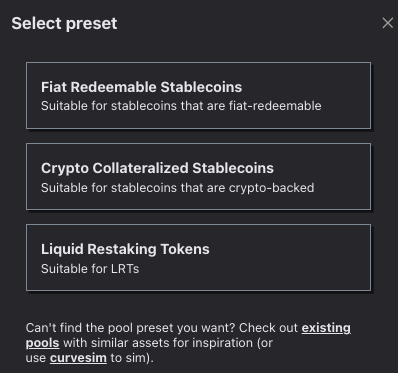 Select preset
Fiat Redeemable Stablecoins
Suitable for stablecoins that are fiat-redeemable
Crypto Collateralized Stablecoins
Suitable for stablecoins that are crypto-backed
Liquid Restaking Tokens
Suitable for LRTs
Can't find the pool preset you want? Check out existing
pools with similar assets for inspiration (or
use curvesim to sim).